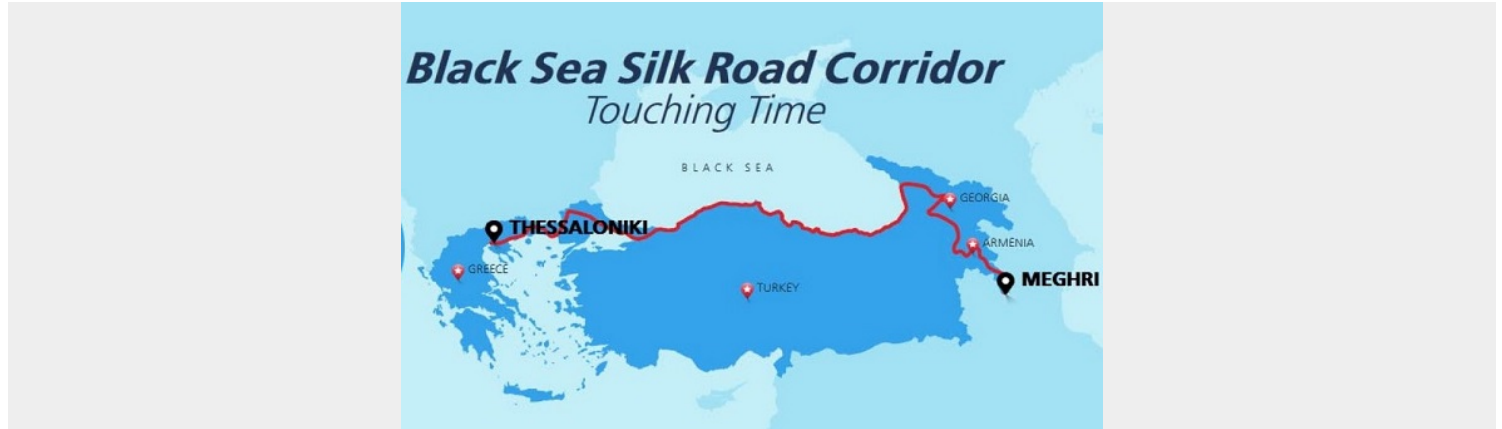 Black Sea Silk Road Corridor
Touching Time
BLACK SEA
GEORGIA
THESSALONIKI
ARMENIA
GREECE
MEGHRI
TURKEY